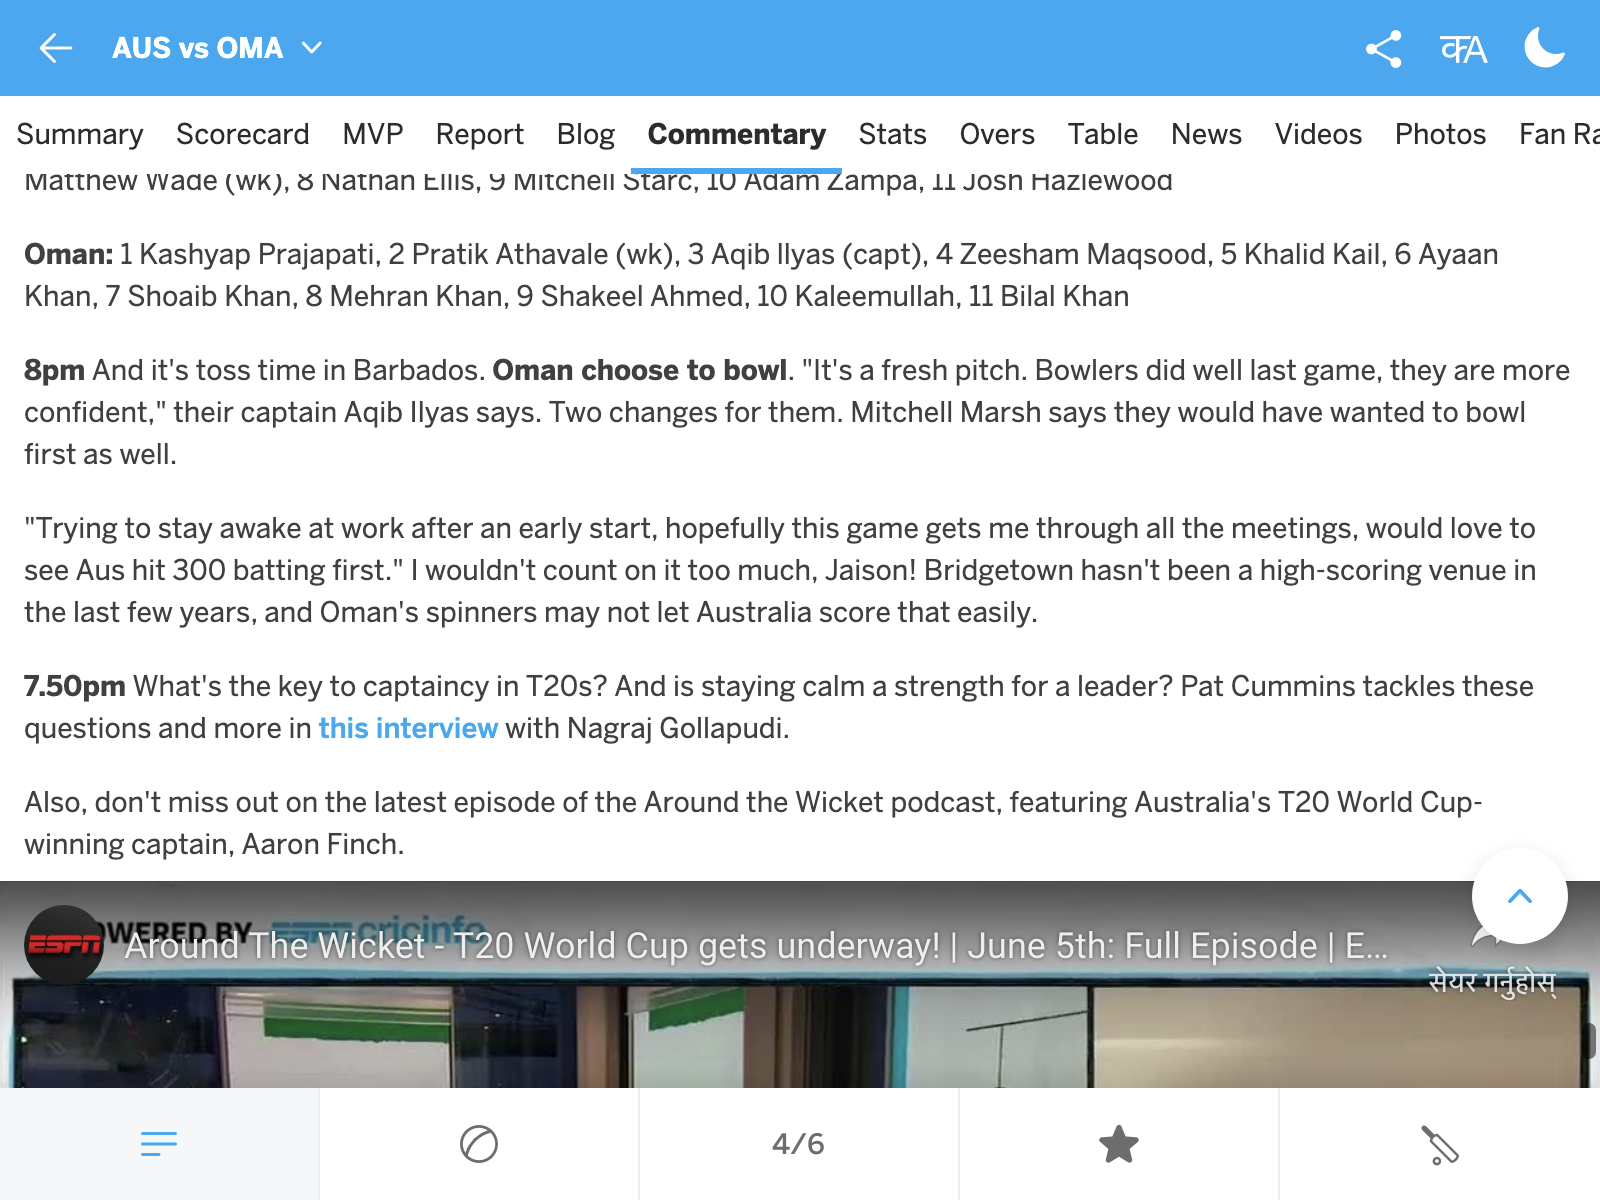 AUS vs OMA
Summary Scorecard MVP Report Blog Commentary Stats Overs Table News Videos Photos Fan Ra
Matthew Wade (wk), 8 Nathan Ellis, 9 Mitchell Starc, 10 Adam Zampa, 11 Josh Hazlewood
Oman: 1 Kashyap Prajapati, 2 Pratik Athavale (wk), 3 Aqib Ilyas (capt), 4 Zeesham Maqsood, 5 Khalid Kail, 6 Ayaan
Khan, 7 Shoaib Khan, 8 Mehran Khan, 9 Shakeel Ahmed, 10 Kaleemullah, 11 Bilal Khan
8pm And it's toss time in Barbados. Oman choose to bowl. "It's a fresh pitch. Bowlers did well last game, they are more
confident," their captain Aqib Ilyas says. Two changes for them. Mitchell Marsh says they would have wanted to bowl
first as well.
"Trying to stay awake at work after an early start, hopefully this game gets me through all the meetings, would love to
see Aus hit 300 batting first." I wouldn't count on it too much, Jaison! Bridgetown hasn't been a high-scoring venue in
the last few years, and Oman's spinners may not let Australia score that easily.
7.50pm What's the key to captaincy in T20s? And is staying calm a strength for a leader? Pat Cummins tackles these
questions and more in this interview with Nagraj Gollapudi.
Also, don't miss out on the latest episode of the Around the Wicket podcast, featuring Australia's T20 World Cup-
winning captain, Aaron Finch.
OWERED BY ESPN cricinfo
ESPN
Around The Wicket - T20 World Cup gets underway! | June 5th: Full Episode | E...
सेयर गर्नुहोस्
4/6